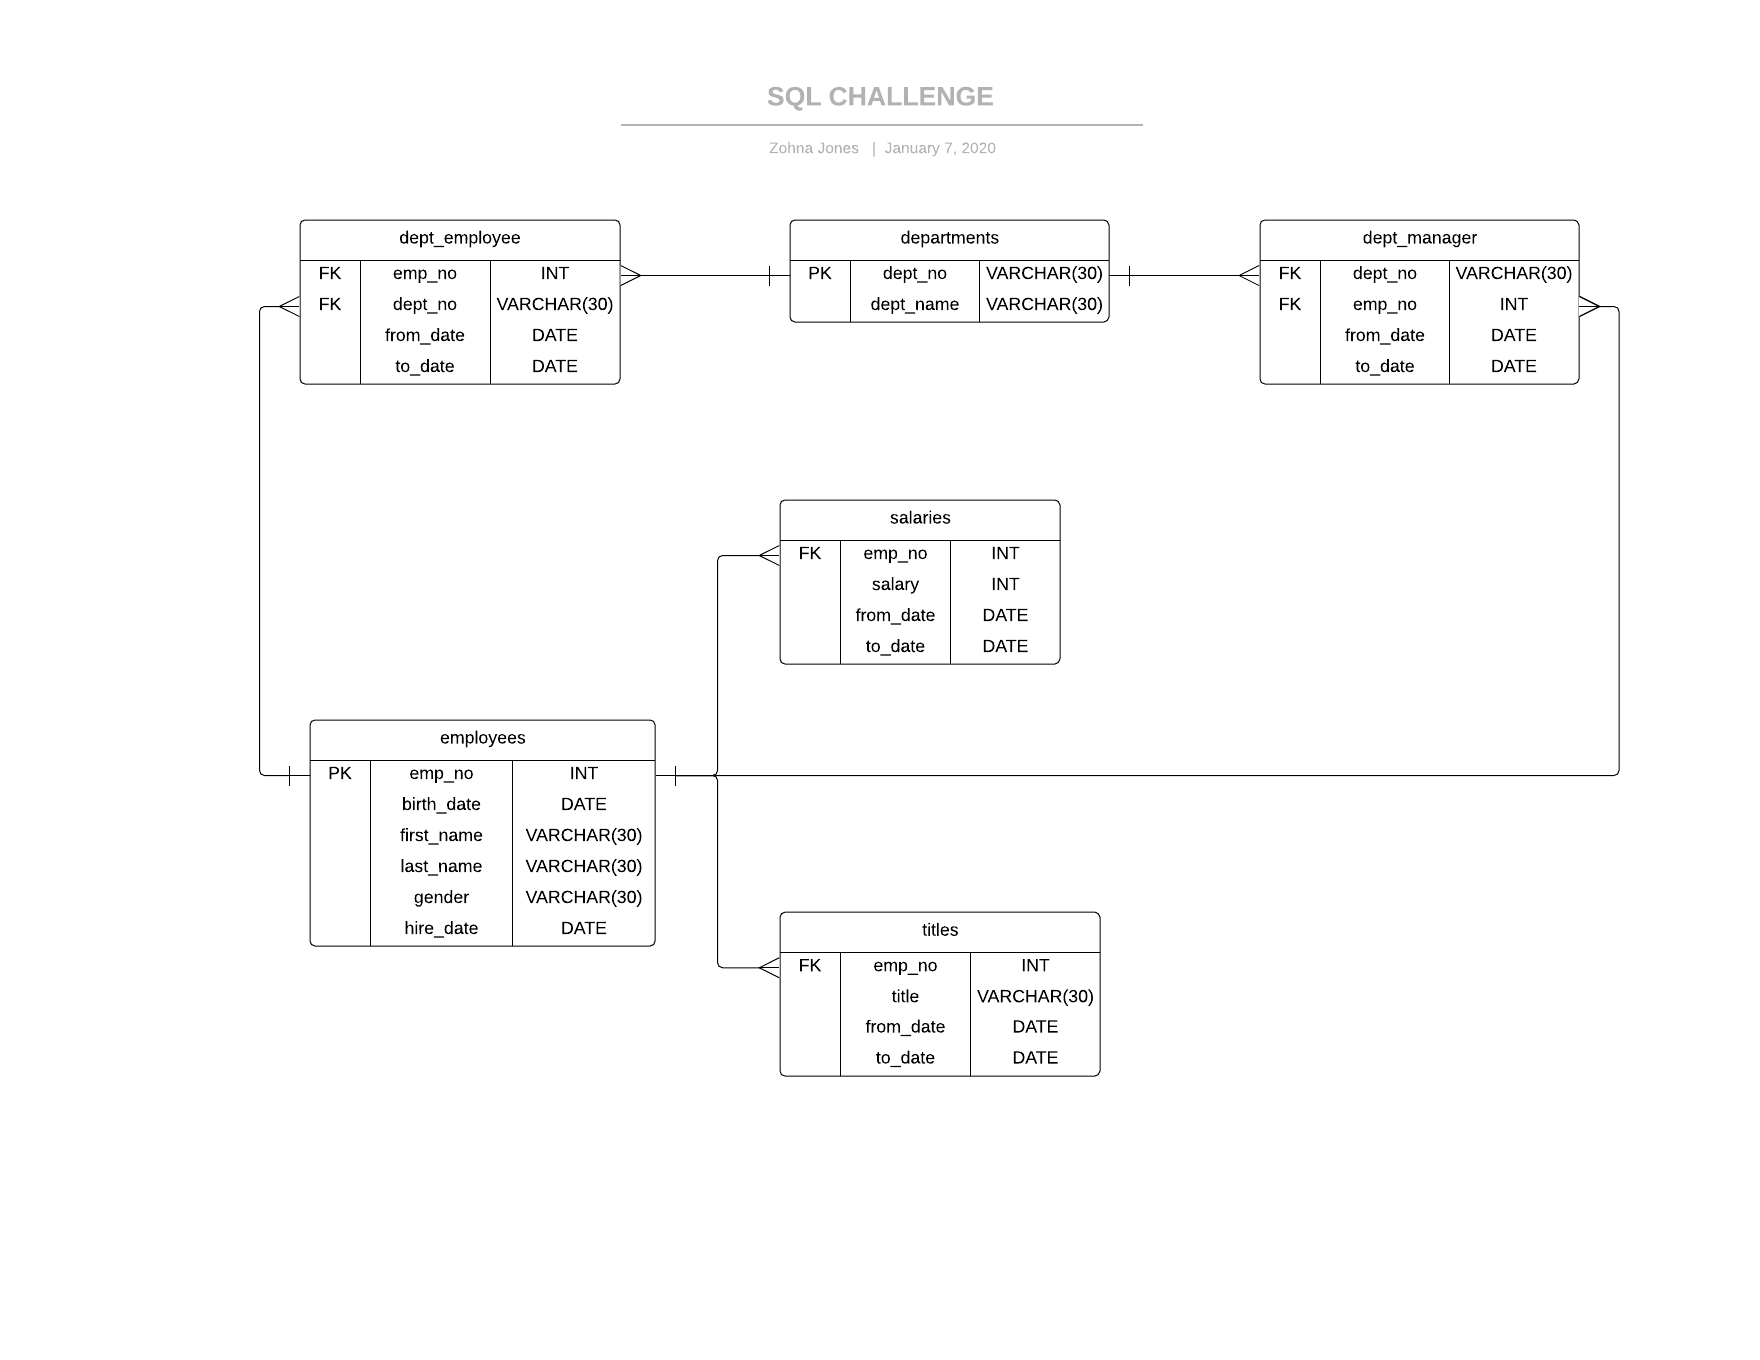 SQL CHALLENGE
Zohna Jones | January 7, 2020
dept_employee
FK emp_no INT
FK dept_no VARCHAR(30)
from_date DATE
to_date DATE
departments
PK dept_no VARCHAR(30)
dept_name VARCHAR(30)
dept_manager
FK dept_no VARCHAR(30)
FK emp_no INT
from_date DATE
to_date DATE
salaries
FK emp_no INT
salary INT
from_date DATE
to_date DATE
employees
PK emp_no INT
birth_date DATE
first_name VARCHAR(30)
last_name VARCHAR(30)
gender VARCHAR(30)
hire_date DATE
titles
FK emp_no INT
title VARCHAR(30)
from_date DATE
to_date DATE